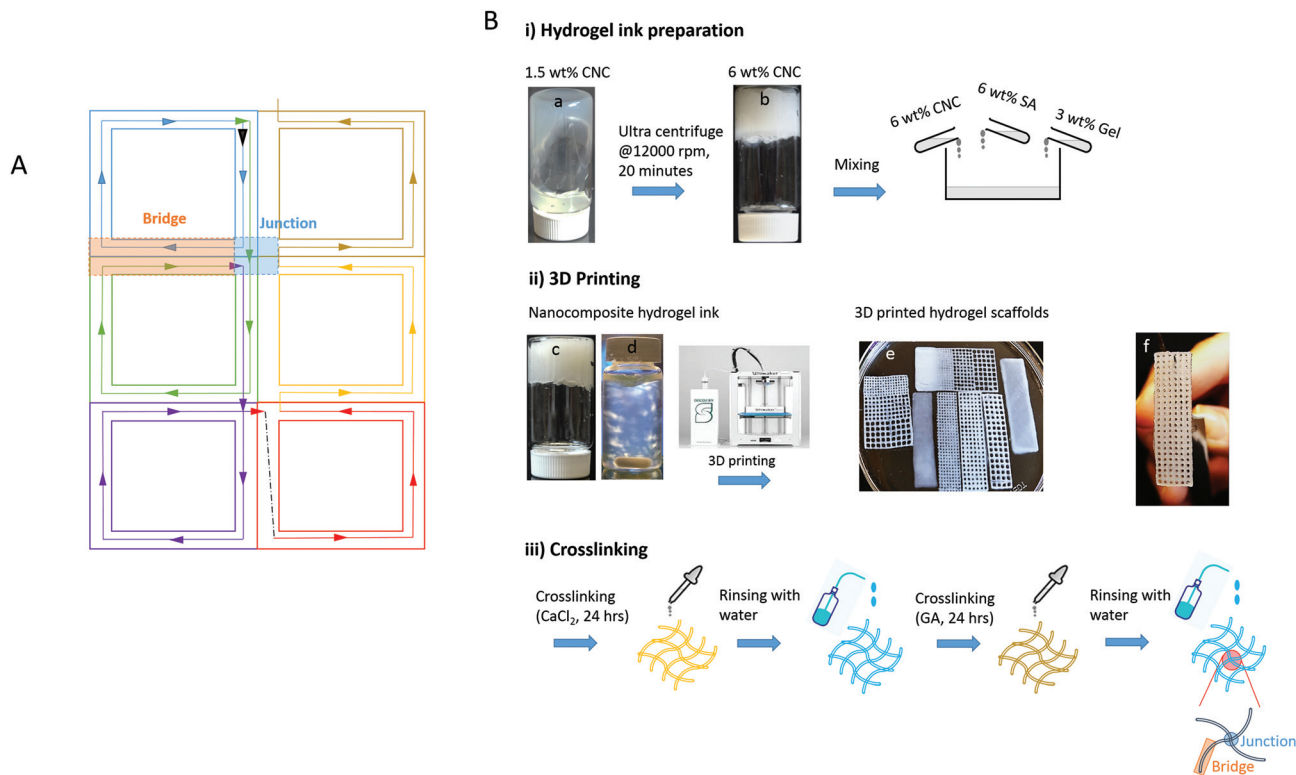 A
Bridge
Junction
B
i) Hydrogel ink preparation
1.5 wt% CNC
6 wt% CNC
a
b
Ultra centrifuge
@12000 rpm,
20 minutes
Mixing
6 wt% CNC
6 wt% SA
3 wt% Gel
ii) 3D Printing
Nanocomposite hydrogel ink
3D printed hydrogel scaffolds
c
d
e
f
S
3D printing
iii) Crosslinking
Crosslinking
(CaCl₂, 24 hrs)
Rinsing with
water
Crosslinking
(GA, 24 hrs)
Rinsing with
water
Junction
Bridge